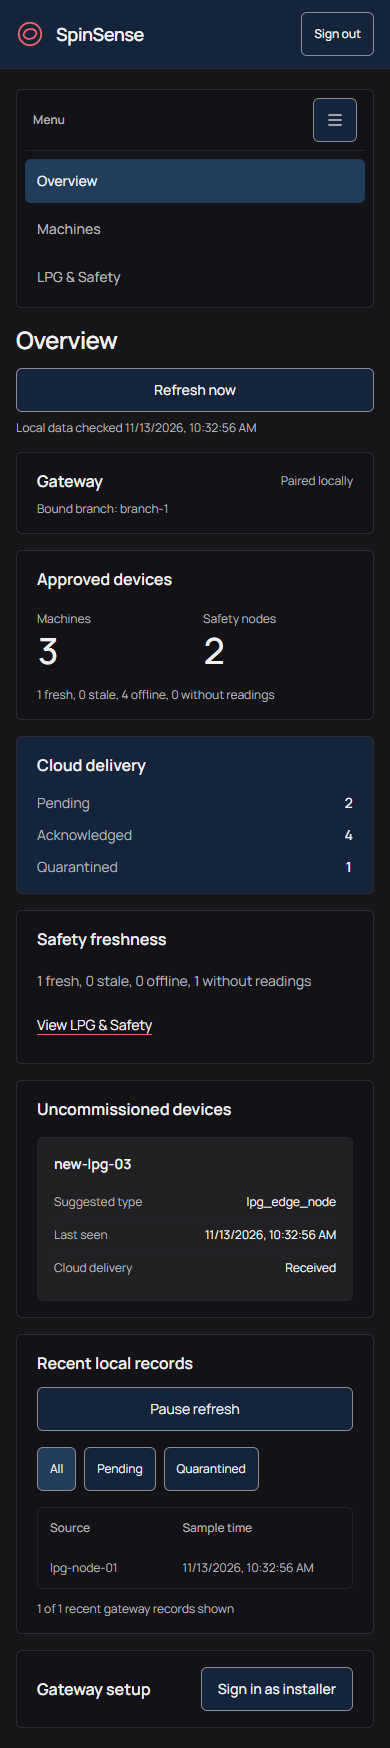 SpinSense
Sign out
Menu
Overview
Machines
LPG & Safety
Overview
Refresh now
Local data checked 11/13/2026, 10:32:56 AM
Gateway
Paired locally
Bound branch: branch-1
Approved devices
Machines
Safety nodes
3
2
1 fresh, 0 stale, 4 offline, 0 without readings
Cloud delivery
Pending 2
Acknowledged 4
Quarantined 1
Safety freshness
1 fresh, 0 stale, 0 offline, 1 without readings
View LPG & Safety
Uncommissioned devices
new-lpg-03
Suggested type lpg_edge_node
Last seen 11/13/2026, 10:32:56 AM
Cloud delivery Received
Recent local records
Pause refresh
All Pending Quarantined
Source Sample time
lpg-node-01 11/13/2026, 10:32:56 AM
1 of 1 recent gateway records shown
Gateway setup
Sign in as installer